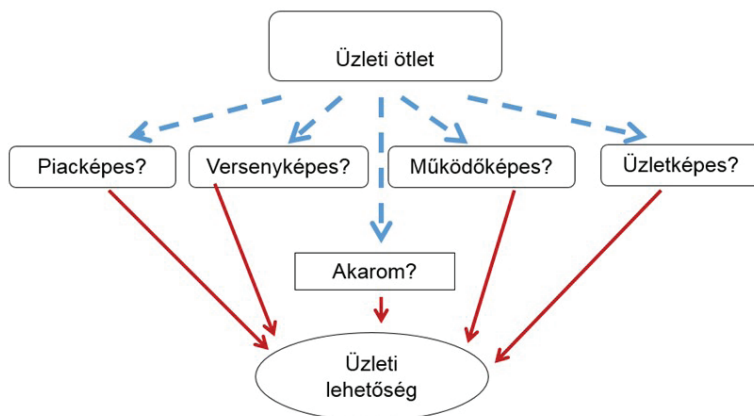 Üzleti ötlet
Piacképes?
Versenyképes?
Működőképes?
Üzletképes?
Akarom?
Üzleti
lehetőség